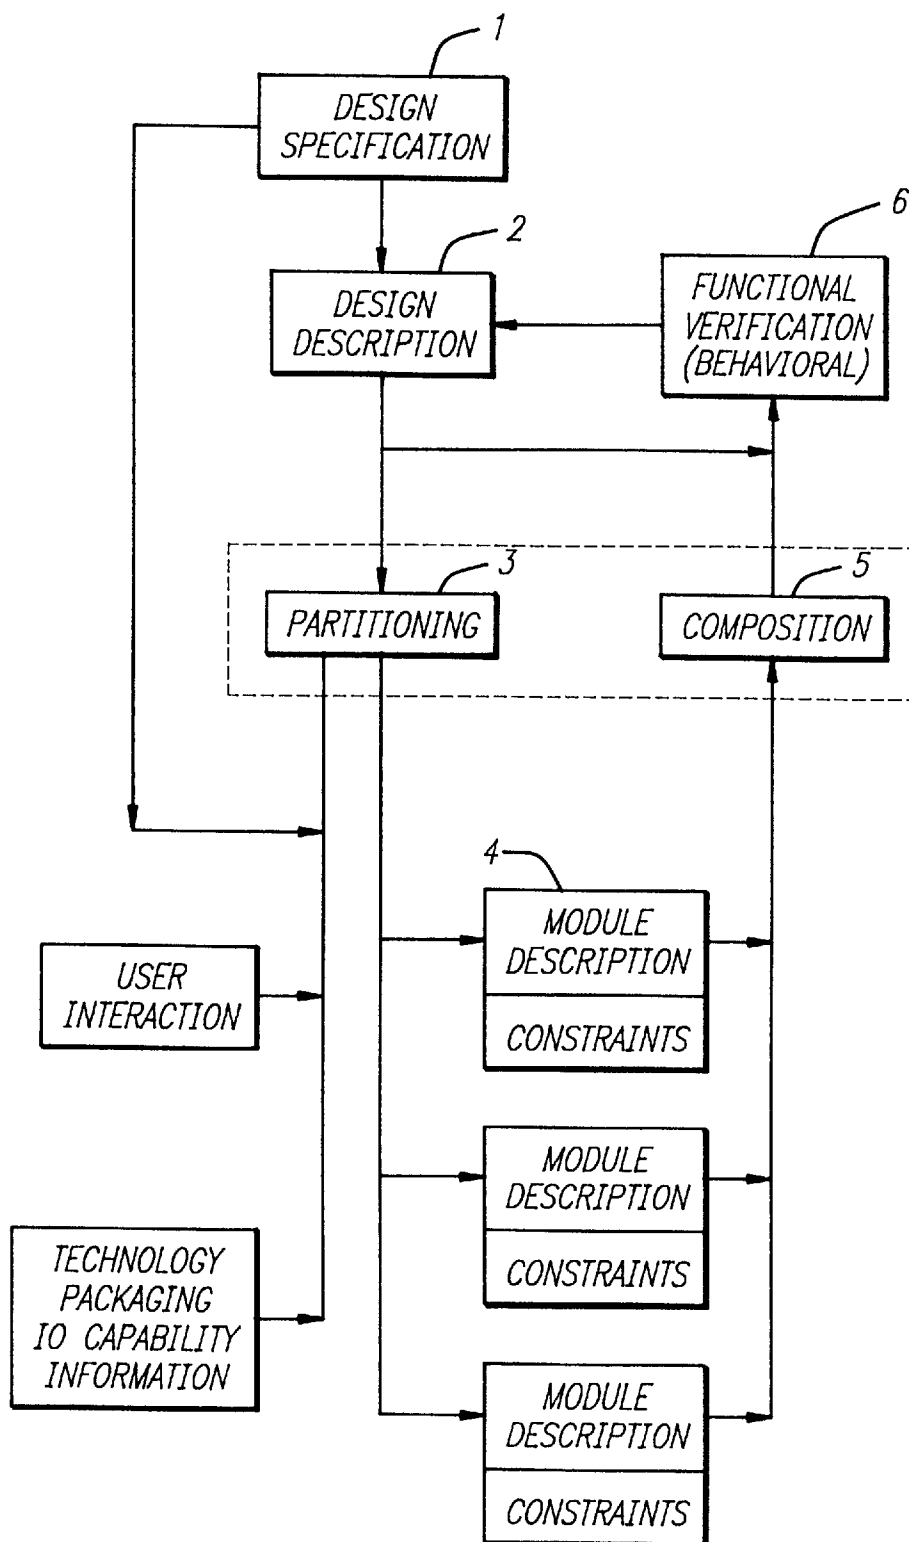 1
DESIGN
SPECIFICATION
2
DESIGN
DESCRIPTION
6
FUNCTIONAL
VERIFICATION
(BEHAVIORAL)
3
PARTITIONING
5
COMPOSITION
4
MODULE
DESCRIPTION
CONSTRAINTS
USER
INTERACTION
MODULE
DESCRIPTION
CONSTRAINTS
TECHNOLOGY
PACKAGING
IO CAPABILITY
INFORMATION
MODULE
DESCRIPTION
CONSTRAINTS